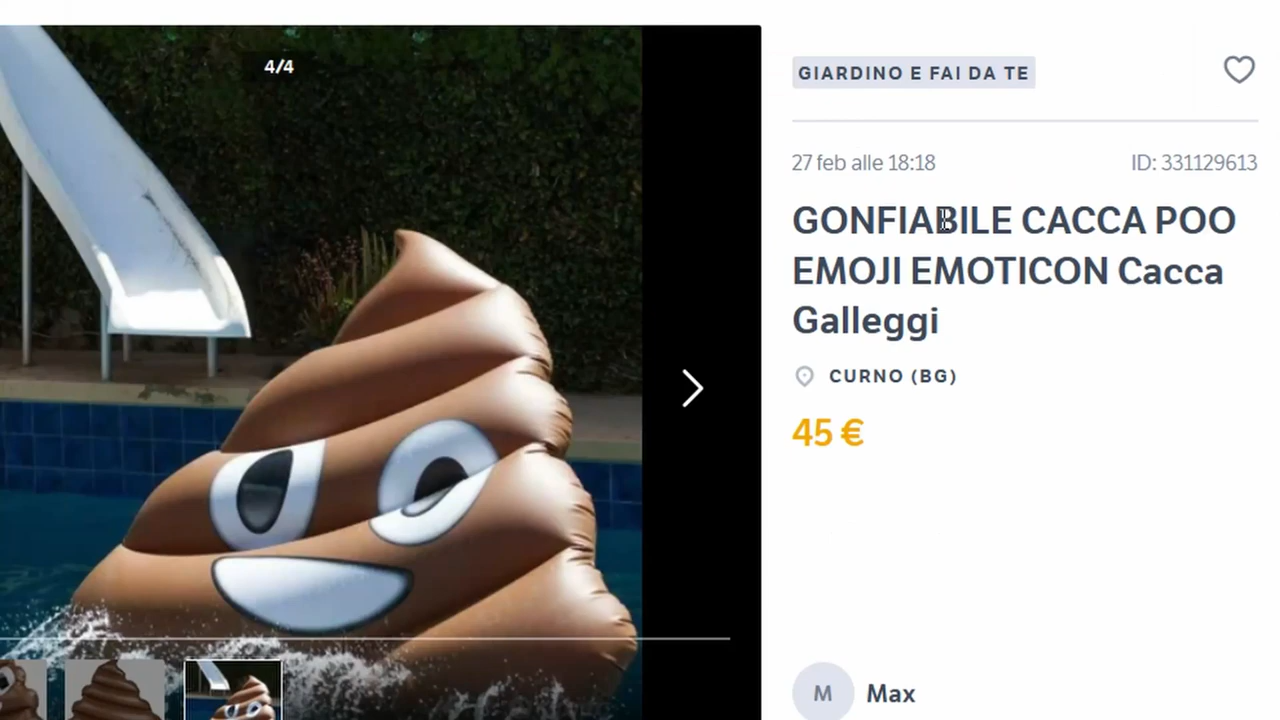 4/4
GIARDINO E FAI DA TE
27 feb alle 18:18
ID: 331129613
GONFIABILE CACCA POO
EMOJI EMOTICON Cacca
Galleggi
CURNO (BG)
45 €
M
Max